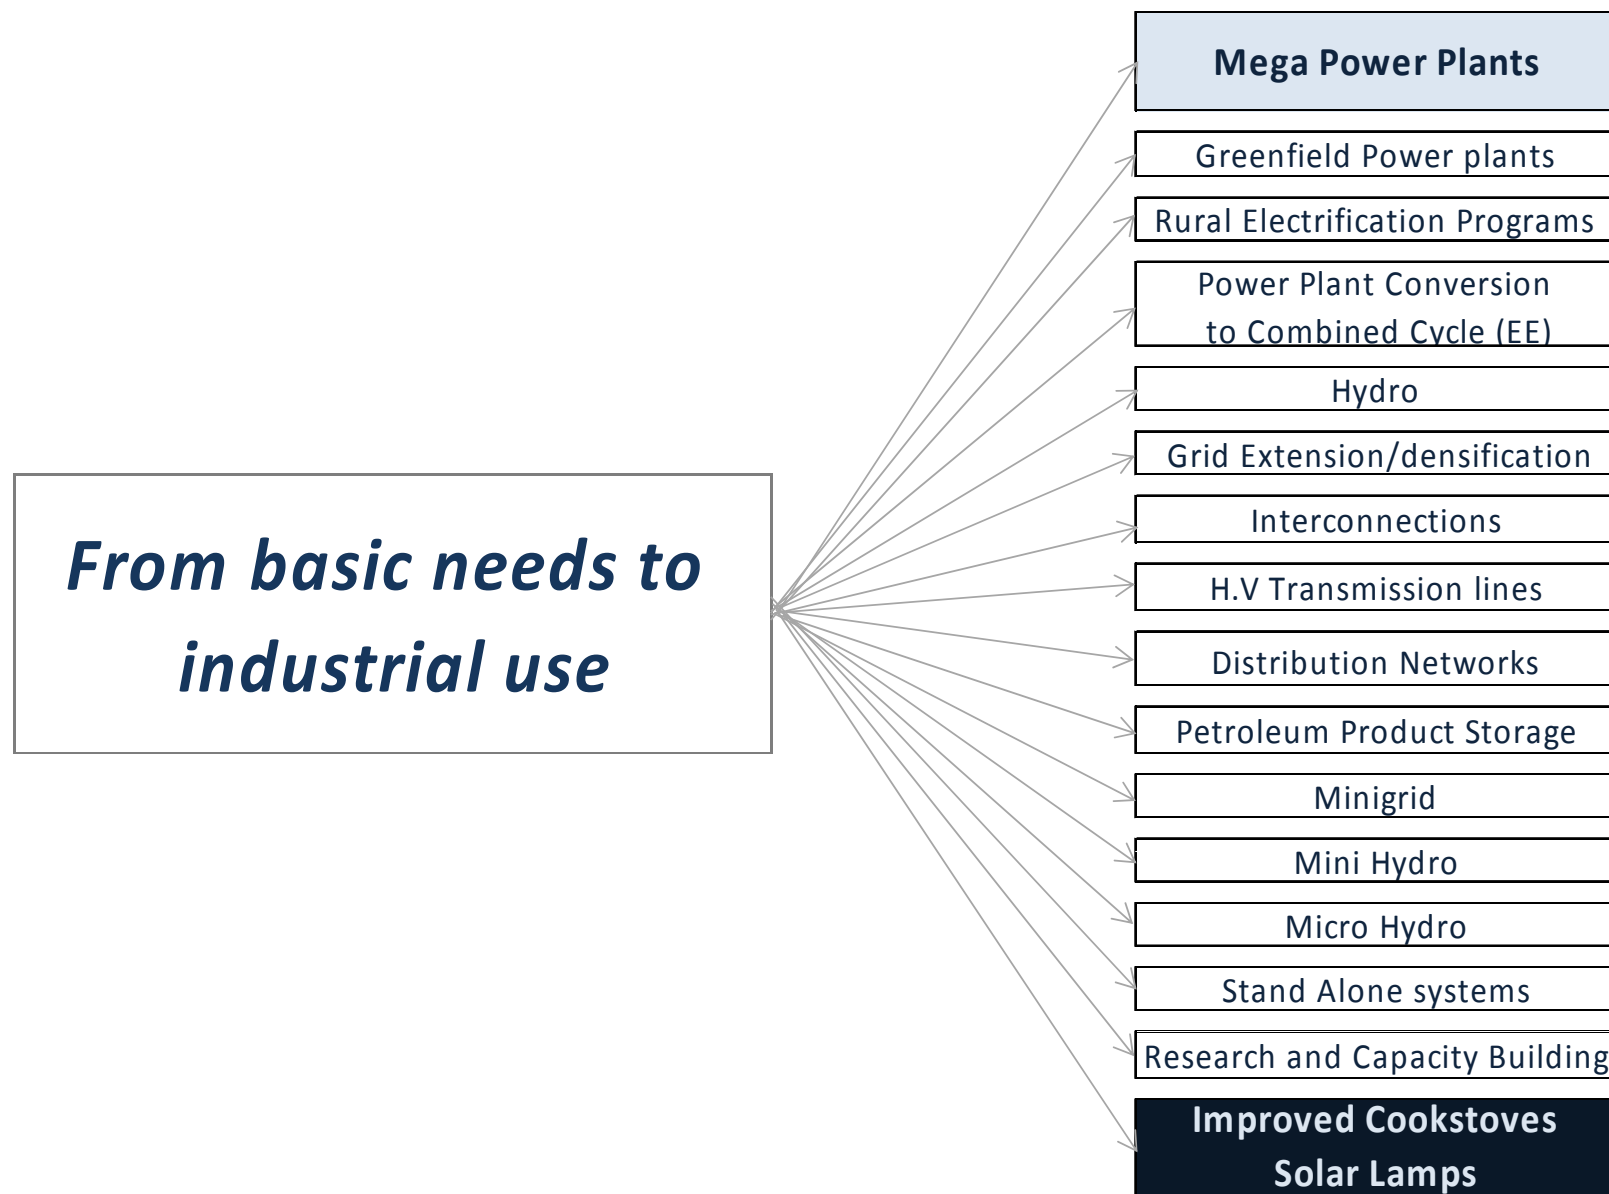 Mega Power Plants
Greenfield Power plants
Rural Electrification Programs
Power Plant Conversion
to Combined Cycle (EE)
Hydro
Grid Extension/densification
Interconnections
H.V Transmission lines
Distribution Networks
Petroleum Product Storage
Minigrid
Mini Hydro
Micro Hydro
Stand Alone systems
Research and Capacity Building
Improved Cookstoves
Solar Lamps
From basic needs to
industrial use